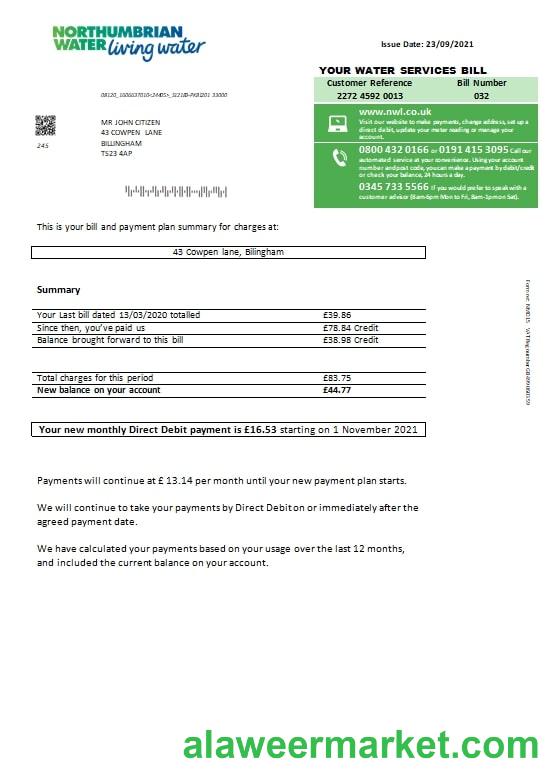 NORTHUMBRIAN
WATER living water
Issue Date: 23/09/2021
YOUR WATER SERVICES BILL
Customer Reference Bill Number
2272 4592 0013 032
www.nwl.co.uk
Visit our website to make payments, change address, set up a
direct debit, update your meter reading or manage your
account.
0800 432 0166 or 0191 415 3095 Call our
automated service at your convenience. Using your account
number and post code, you can make a payment by debit/credit
or check your balance, 24 hours a day.
0345 733 5566 If you would prefer to speak with a
customer advisor (8am-6pm Mon to Fri, 8am-1pm on Sat).
MR JOHN CITIZEN
43 COWPEN LANE
BILLINGHAM
TS23 4AP
245
This is your bill and payment plan summary for charges at:
43 Cowpen lane, Bilingham
Summary
Your Last bill dated 13/03/2020 totalled £39.86
Since then, you've paid us £78.84 Credit
Balance brought forward to this bill £38.98 Credit
Total charges for this period £83.75
New balance on your account £44.77
Your new monthly Direct Debit payment is £16.53 starting on 1 November 2021
Payments will continue at £ 13.14 per month until your new payment plan starts.
We will continue to take your payments by Direct Debit on or immediately after the
agreed payment date.
We have calculated your payments based on your usage over the last 12 months,
and included the current balance on your account.
alaweermarket.com